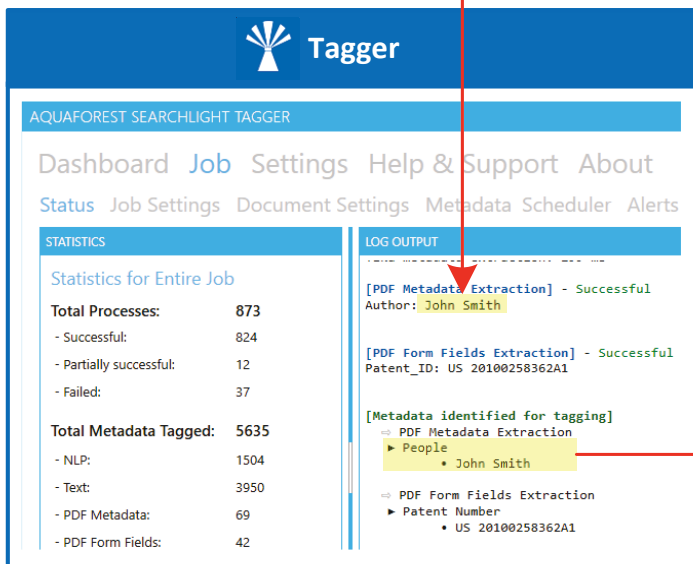 Tagger
AQUAFOREST SEARCHLIGHT TAGGER
Dashboard Job Settings Help & Support About
Status Job Settings Document Settings Metadata Scheduler Alerts
STATISTICS
Statistics for Entire Job
Total Processes: 873
- Successful: 824
- Partially successful: 12
- Failed: 37
Total Metadata Tagged: 5635
- NLP: 1504
- Text: 3950
- PDF Metadata: 69
- PDF Form Fields: 42
LOG OUTPUT
[PDF Metadata Extraction] - Successful
Author: John Smith
[PDF Form Fields Extraction] - Successful
Patent_ID: US 20100258362A1
[Metadata identified for tagging]
⇨ PDF Metadata Extraction
► People
• John Smith
⇨ PDF Form Fields Extraction
► Patent Number
• US 20100258362A1